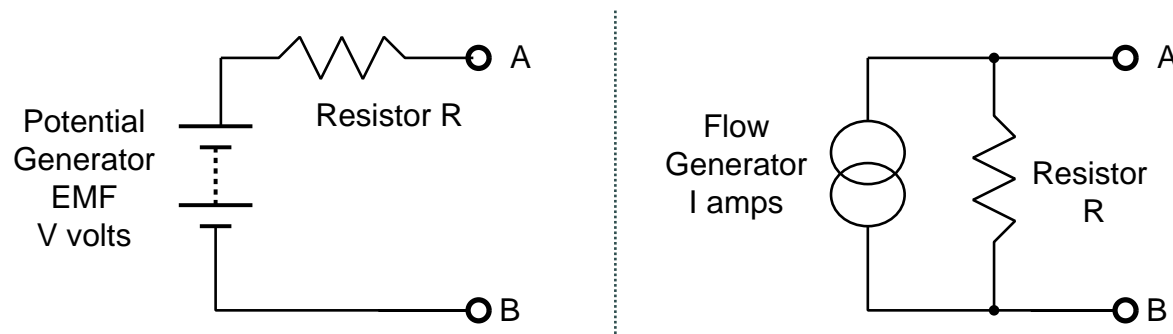 A
Resistor R
Potential
Generator
EMF
V volts
B
A
Flow
Generator
I amps
Resistor
R
B